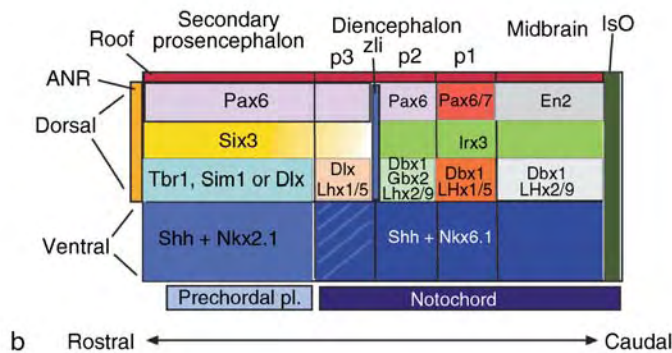 Secondary prosencephalon
Diencephalon
Midbrain
IsO
Roof
zli
p3
p2
p1
ANR
Pax6
Pax6
Pax6/7
En2
Dorsal
Six3
Irx3
Tbr1, Sim1 or Dlx
Dlx
Lhx1/5
Dbx1
Gbx2
Lhx2/9
Dbx1
LHx1/5
Dbx1
LHx2/9
Ventral
Shh + Nkx2.1
Shh + Nkx6.1
Prechordal pl.
Notochord
b
Rostral
Caudal